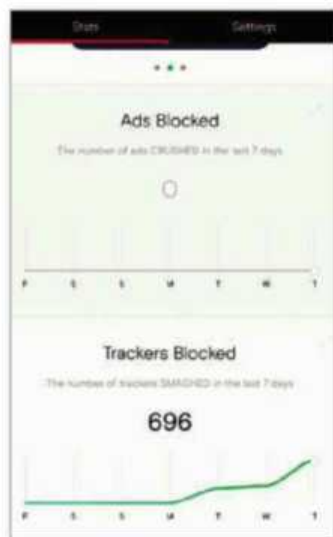 Stats Settings
Ads Blocked
The number of ads CRUSHED in the last 7 days
0
F S S M T W T
Trackers Blocked
The number of trackers SMASHED in the last 7 days
696
F S S M T W T